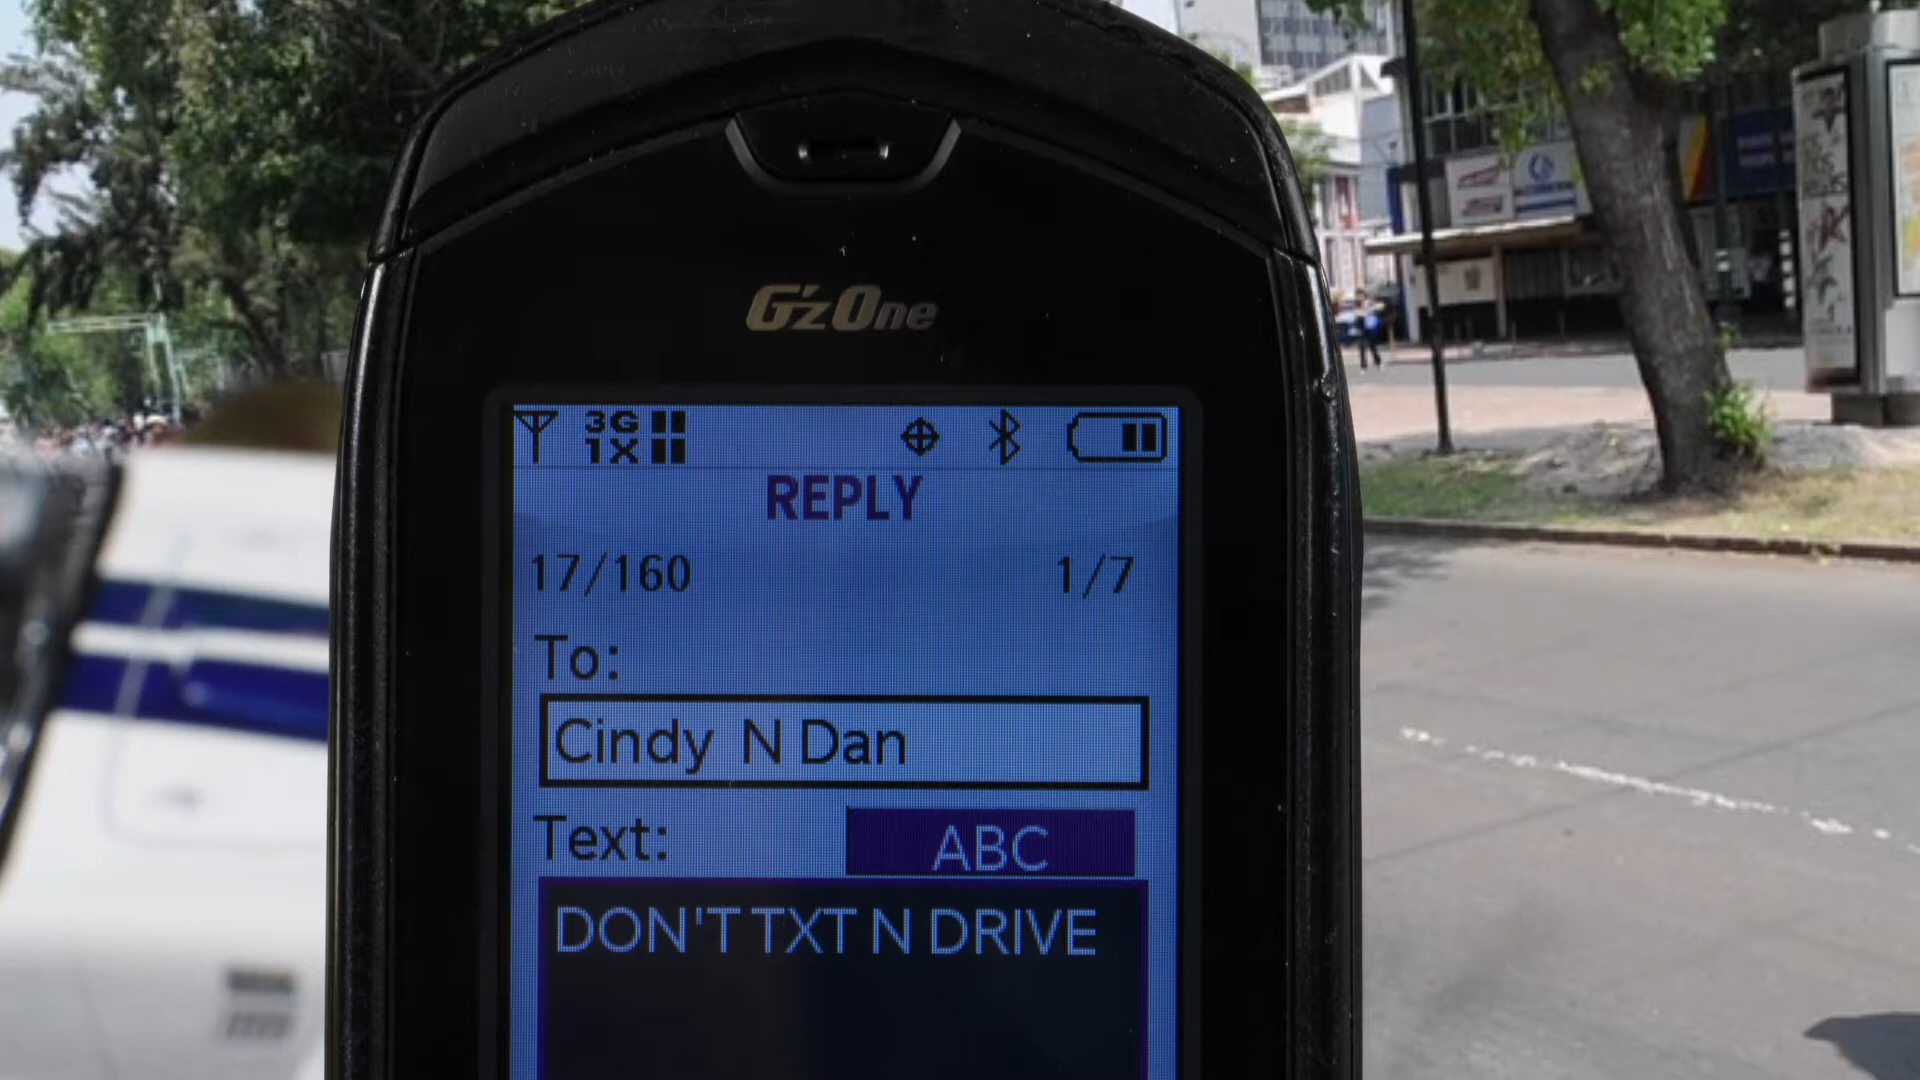 G'zOne
3G
1X
REPLY
17/160 1/7
To:
Cindy N Dan
Text: ABC
DON'T TXT N DRIVE